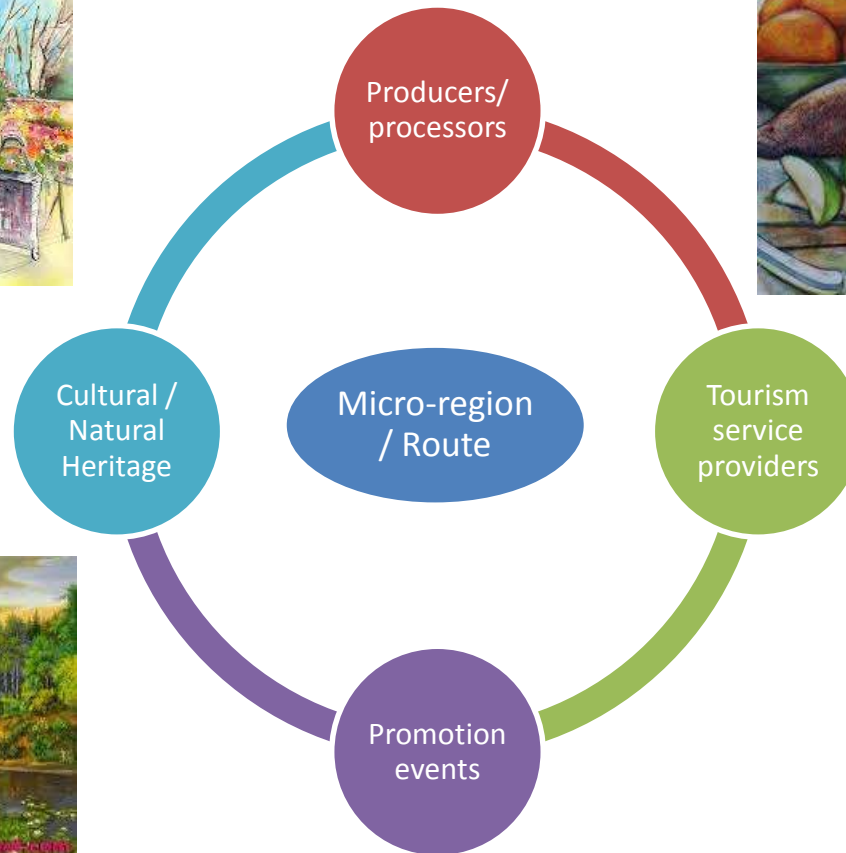 Producers/
processors
Cultural /
Natural
Heritage
Micro-region
/ Route
Tourism
service
providers
Promotion
events